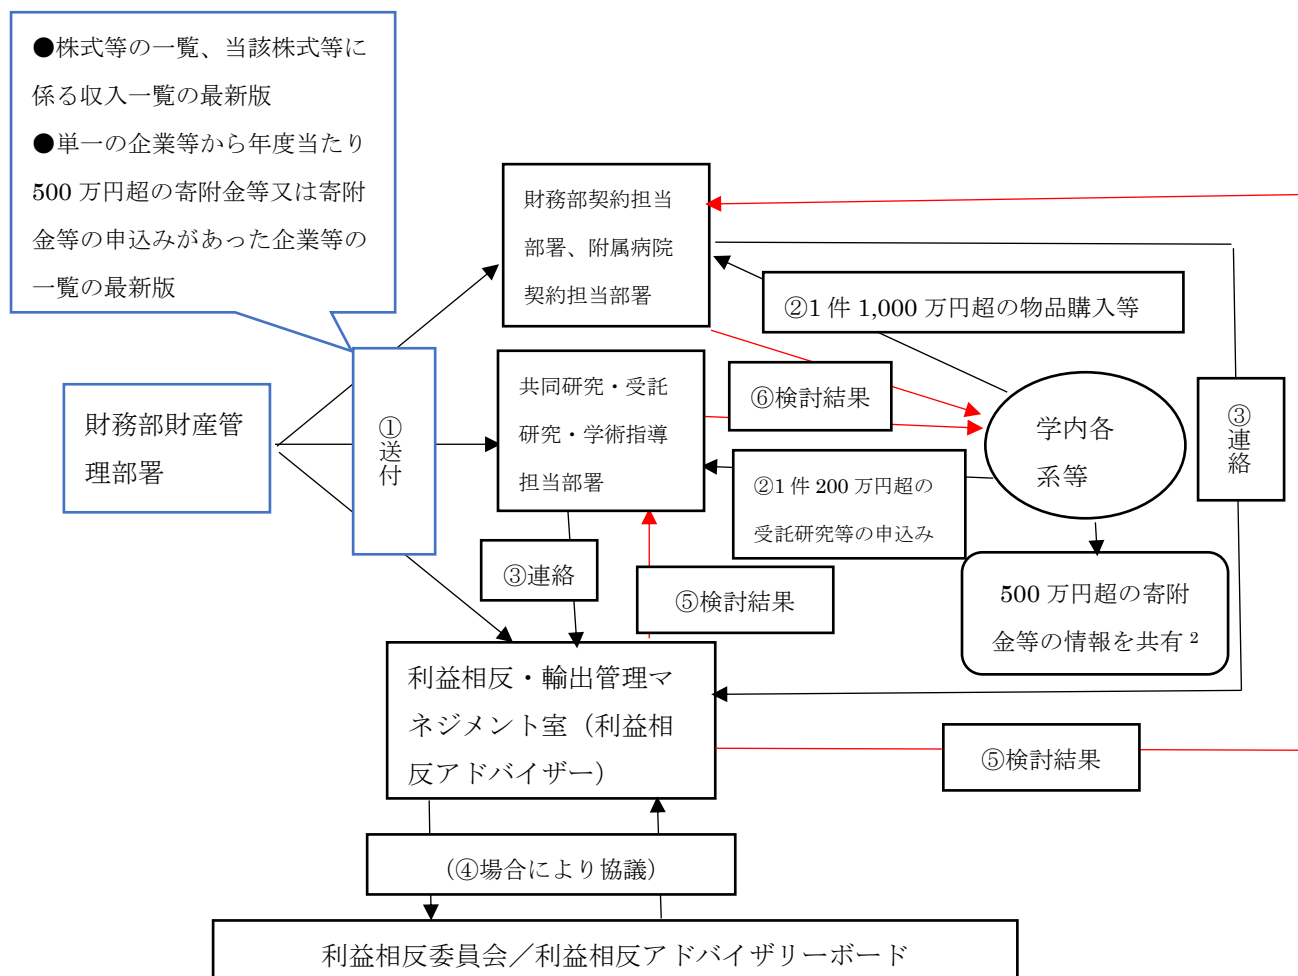 ●株式等の一覧、当該株式等に
係る収入一覧の最新版
●単一の企業等から年度当たり
500 万円超の寄附金等又は寄附
金等の申込みがあった企業等の
一覧の最新版
財務部財産管
理部署
①送付
財務部契約担当
部署、附属病院
契約担当部署
共同研究・受託
研究・学術指導
担当部署
②1 件 1,000 万円超の物品購入等
⑥検討結果
②1 件 200 万円超の
受託研究等の申込み
学内各
系等
③連絡
③連絡
⑤検討結果
500 万円超の寄附
金等の情報を共有 2
利益相反・輸出管理マ
ネジメント室（利益相
反アドバイザー）
⑤検討結果
（④場合により協議）
利益相反委員会／利益相反アドバイザリーボード